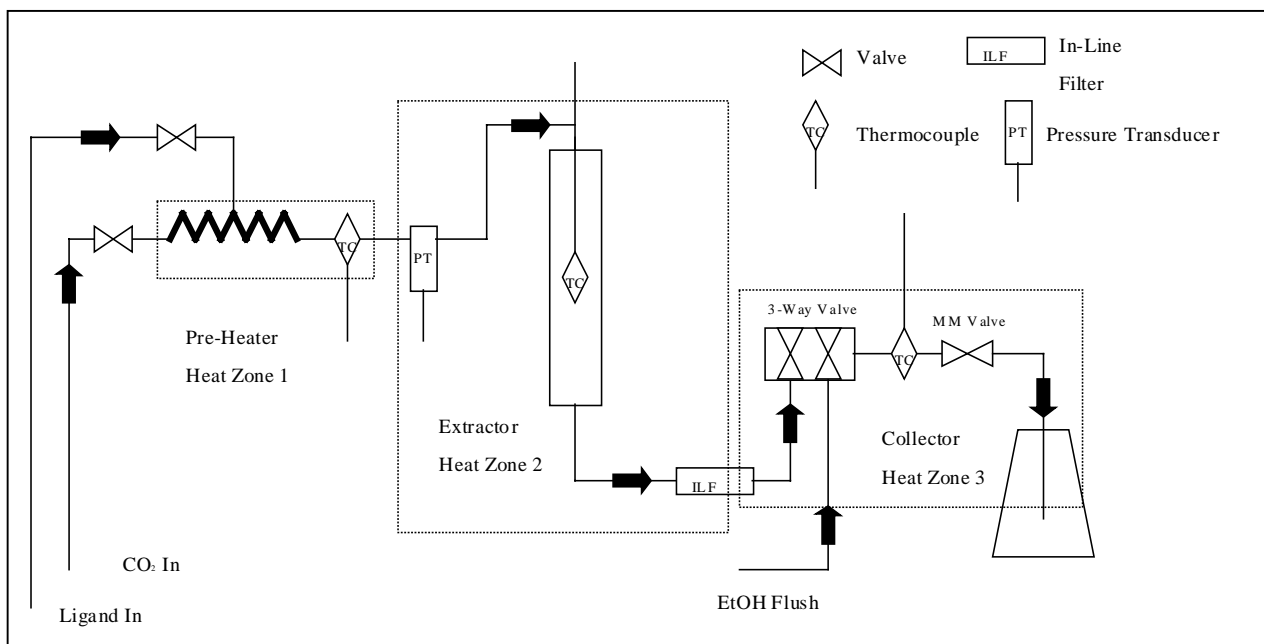 Valve
ILF
In-Line
Filter
TC
Thermocouple
PT
Pressure Transducer
TC
PT
TC
Pre-Heater
Heat Zone 1
Extractor
Heat Zone 2
ILF
3-Way Valve
TC
MM Valve
Collector
Heat Zone 3
CO₂ In
Ligand In
EtOH Flush